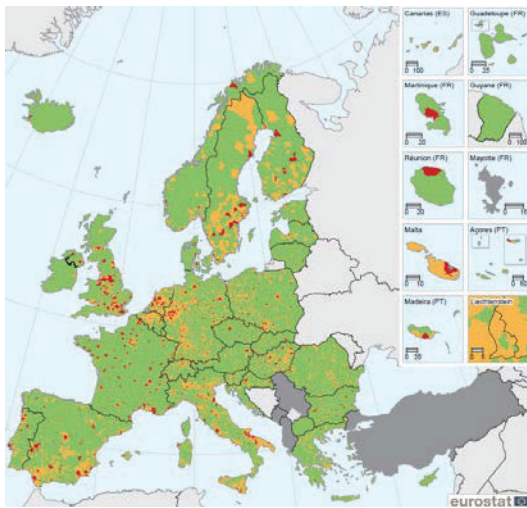 Canarias (ES)
0 100
Guadeloupe (FR)
0 25
Martinique (FR)
0 20
Guyane (FR)
0 100
Réunion (FR)
0 20
Mayotte (FR)
0 15
Malta
0 10
Açores (PT)
0 50
Madeira (PT)
0 20
Liechtenstein
eurostat